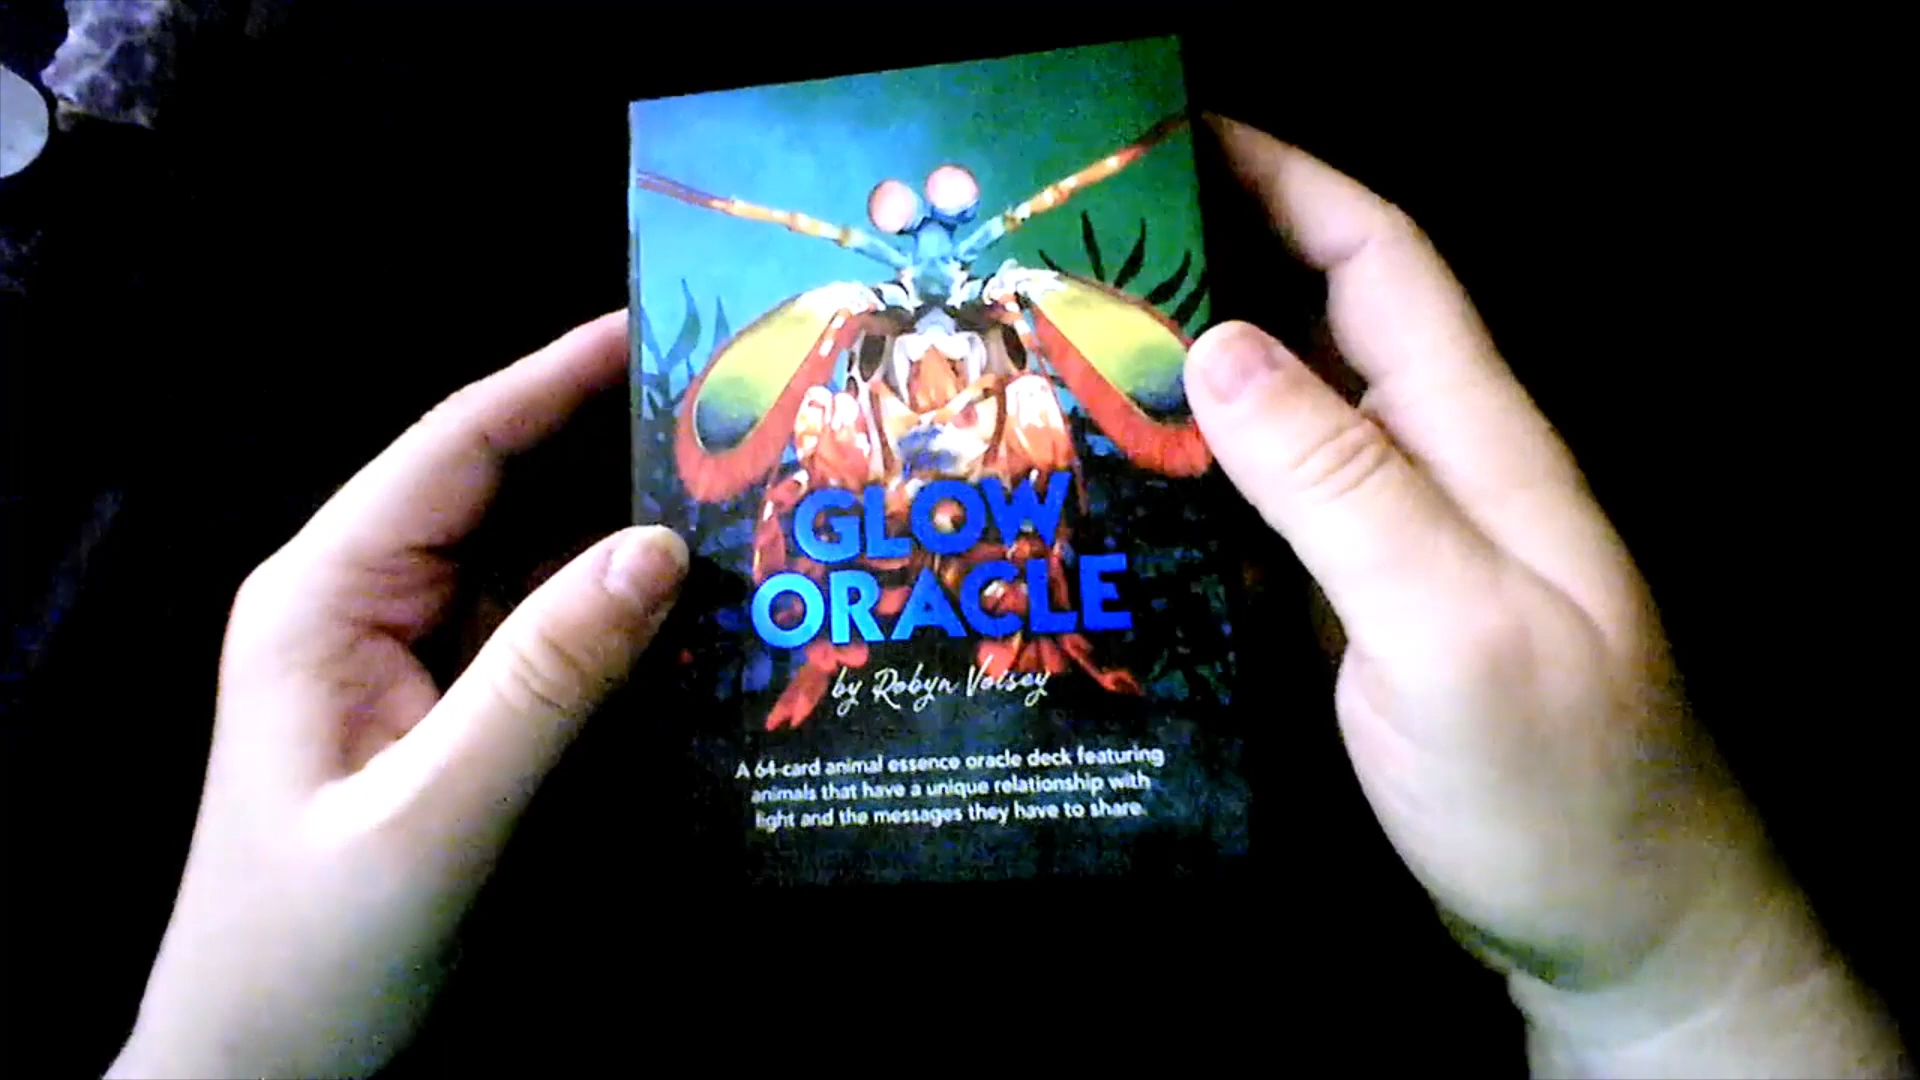 GLOW
ORACLE
by Robyn Voisey
A 64-card animal essence oracle deck featuring
animals that have a unique relationship with
light and the messages they have to share.